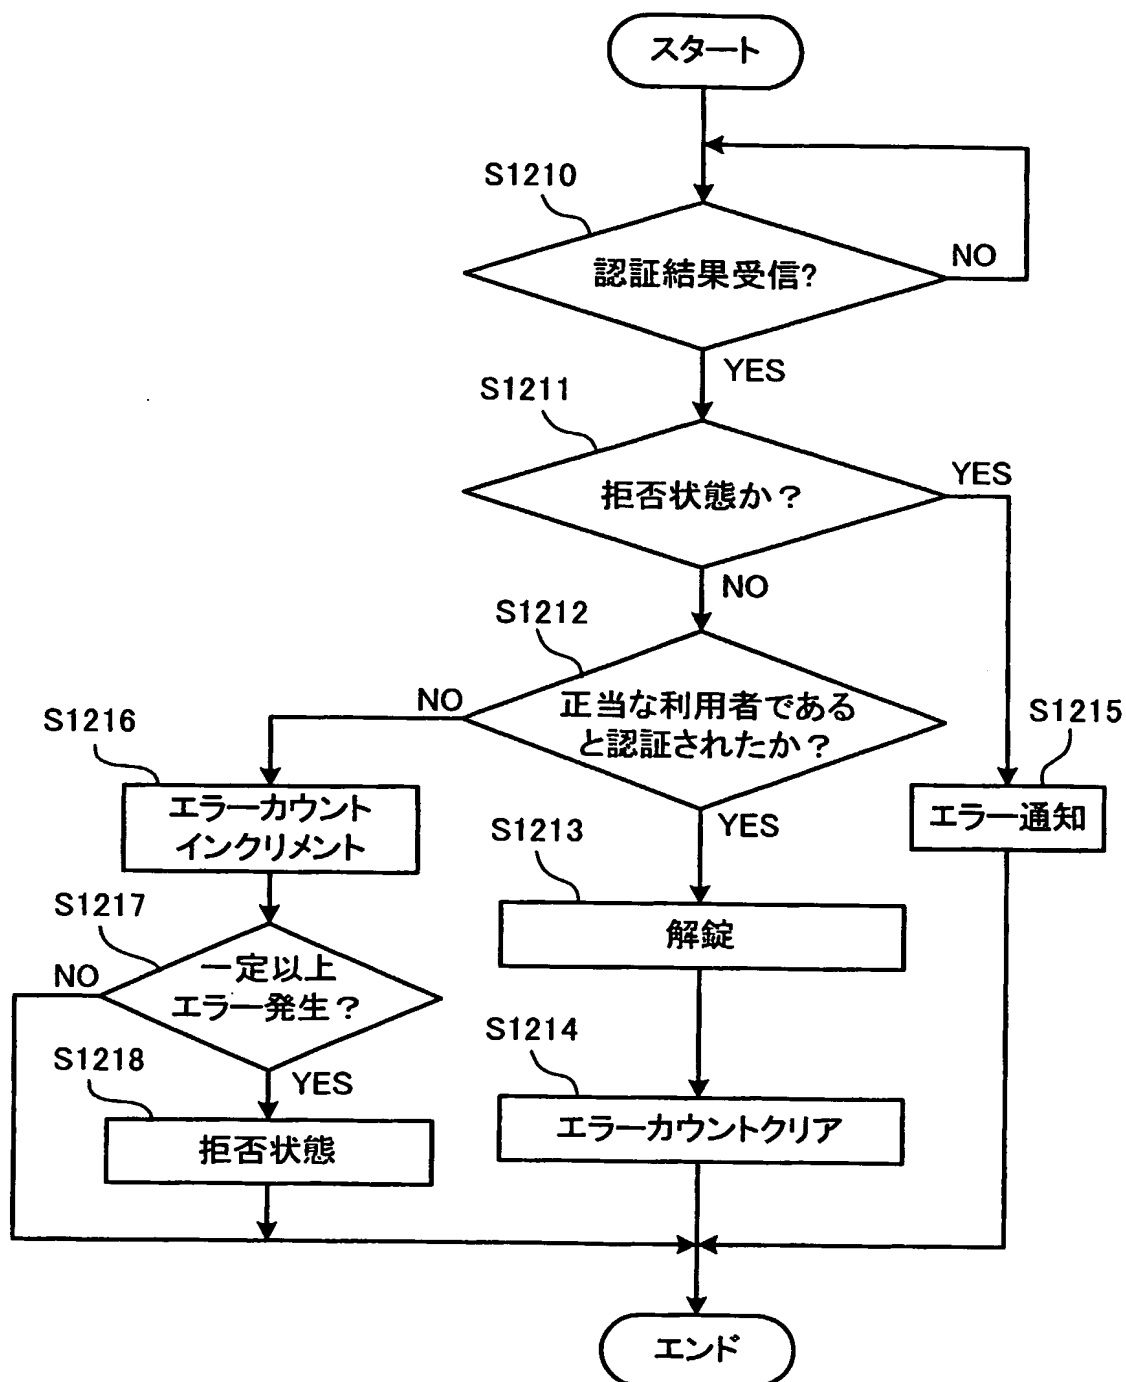 スタート
S1210
認証結果受信?
NO
YES
S1211
拒否状態か？
YES
NO
S1212
正当な利用者である
と認証されたか？
NO
YES
S1216
エラーカウント
インクリメント
S1215
エラー通知
S1213
解錠
S1217
一定以上
エラー発生？
NO
YES
S1214
エラーカウントクリア
S1218
拒否状態
エンド